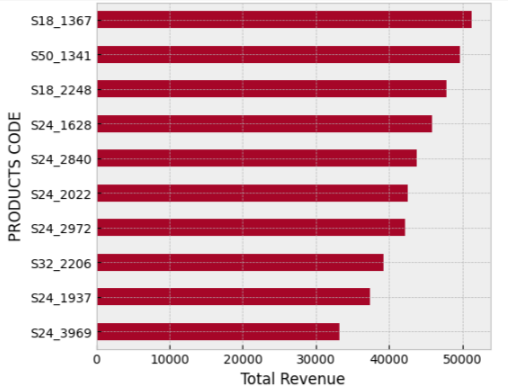 S18_1367
S50_1341
S18_2248
S24_1628
S24_2840
S24_2022
S24_2972
S32_2206
S24_1937
S24_3969
PRODUCTS CODE
0 10000 20000 30000 40000 50000
Total Revenue